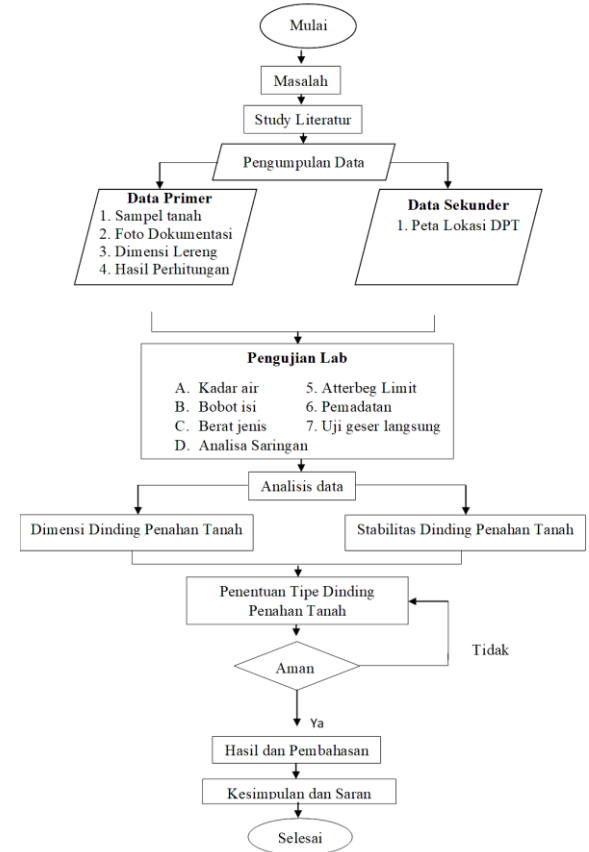 Mulai
Masalah
Study Literatur
Pengumpulan Data
Data Primer
1. Sampel tanah
2. Foto Dokumentasi
3. Dimensi Lereng
4. Hasil Perhitungan
Data Sekunder
1. Peta Lokasi DPT
Pengujian Lab
A. Kadar air
B. Bobot isi
C. Berat jenis
D. Analisa Saringan
5. Atterbeg Limit
6. Pemadatan
7. Uji geser langsung
Analisis data
Dimensi Dinding Penahan Tanah
Stabilitas Dinding Penahan Tanah
Penentuan Tipe Dinding
Penahan Tanah
Tidak
Aman
Ya
Hasil dan Pembahasan
Kesimpulan dan Saran
Selesai